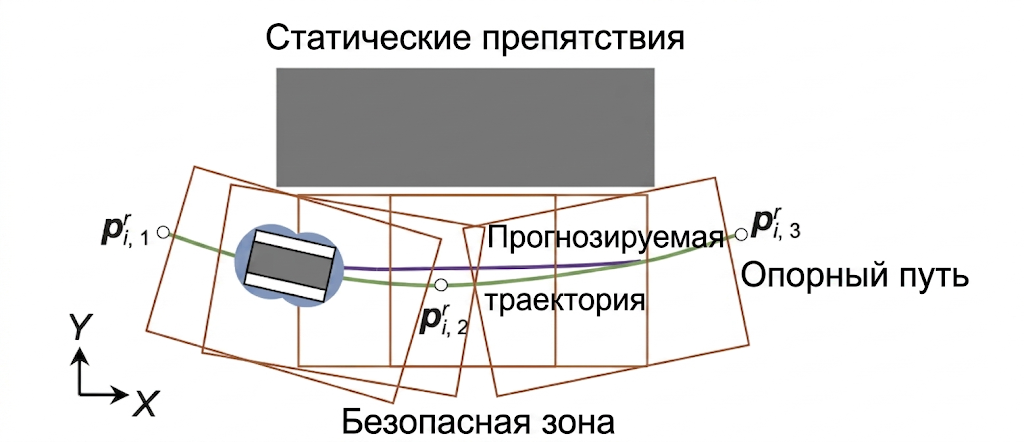 Статические препятствия
p^r_{i, 1}
Прогнозируемая
p^r_{i, 3}
Опорный путь
траектория
p^r_{i, 2}
Y
X
Безопасная зона